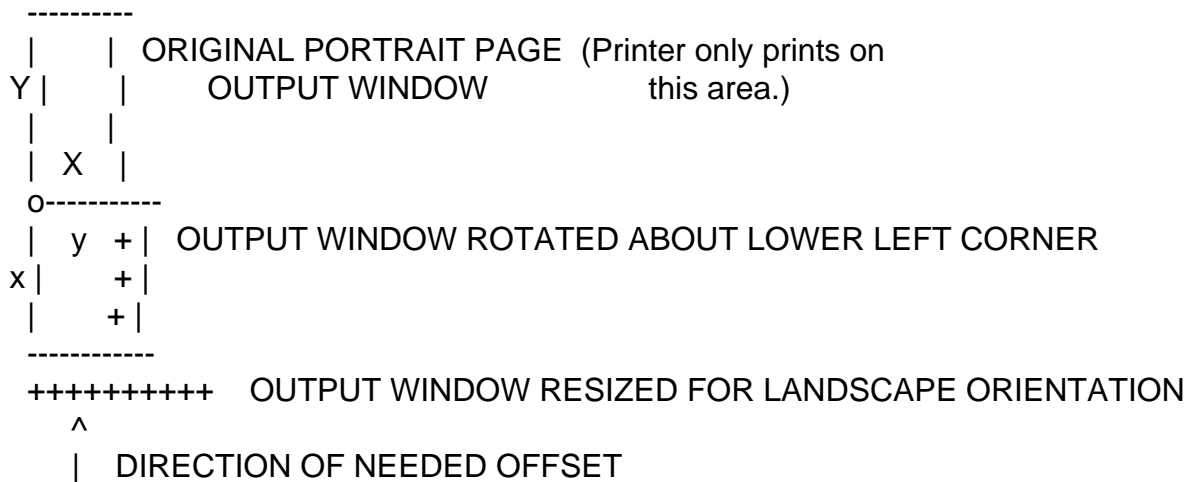 ----------
|        |  ORIGINAL PORTRAIT PAGE  (Printer only prints on
Y |        |        OUTPUT WINDOW                  this area.)
|        |
|   X    |
o-----------
|    y   + |   OUTPUT WINDOW ROTATED ABOUT LOWER LEFT CORNER
x |        + |
|        + |
------------
++++++++++    OUTPUT WINDOW RESIZED FOR LANDSCAPE ORIENTATION
^
|   DIRECTION OF NEEDED OFFSET